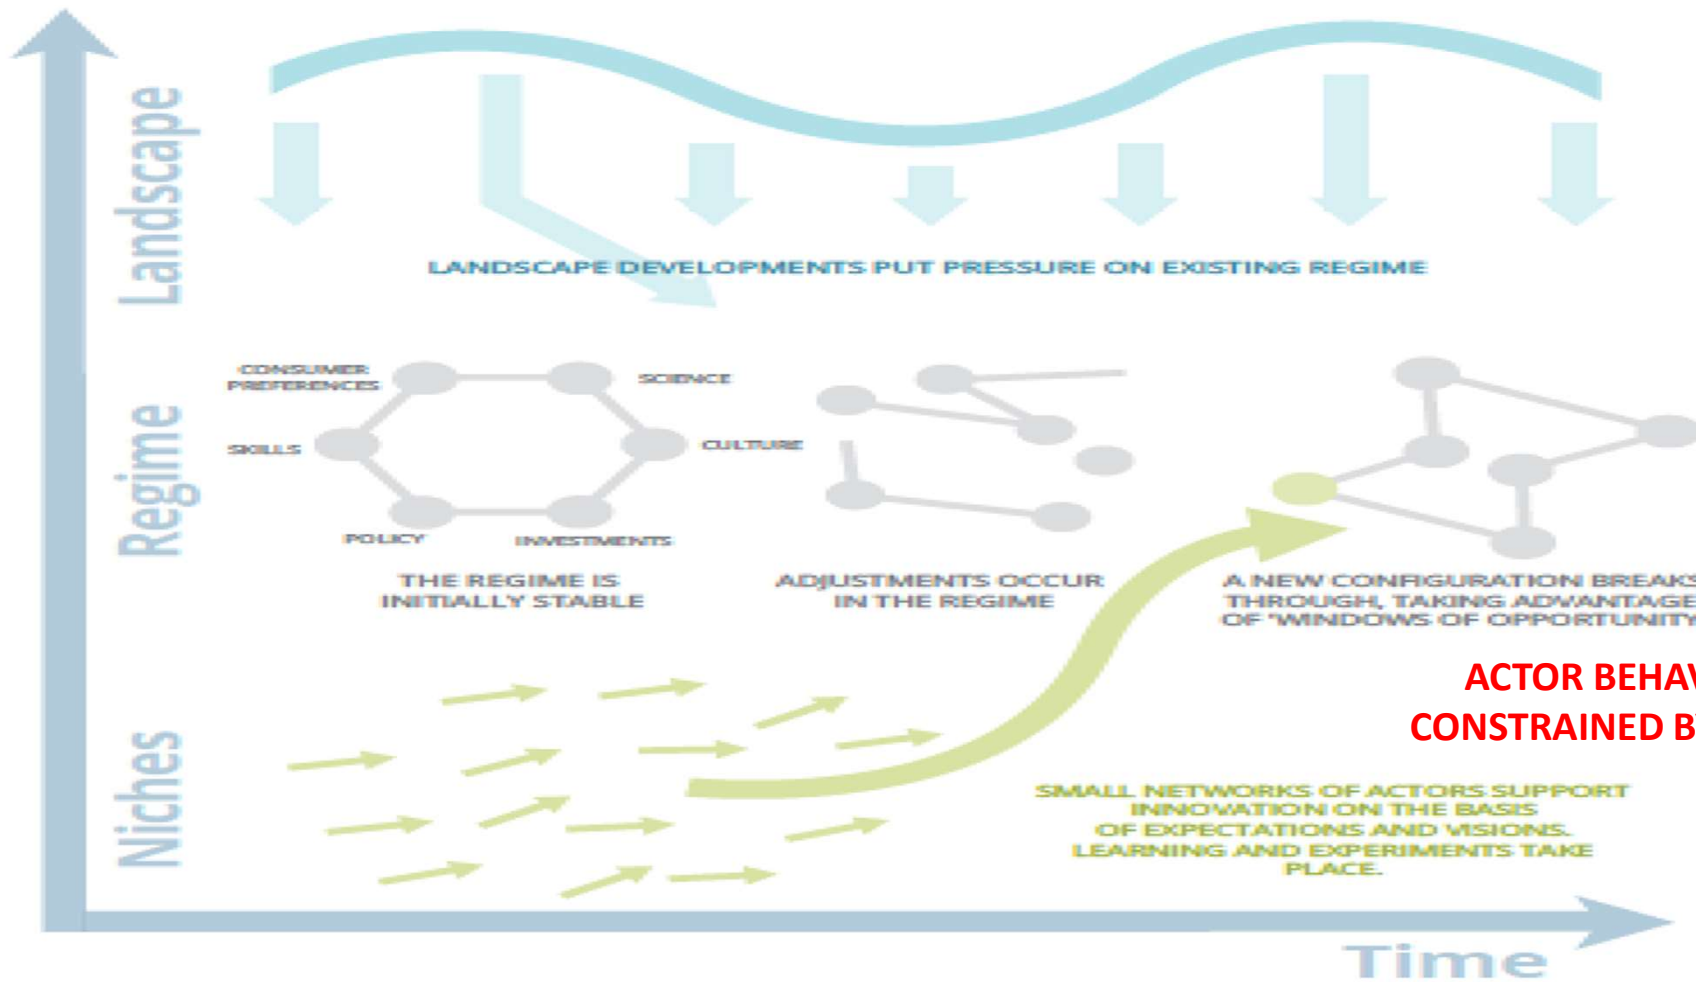 Landscape
LANDSCAPE DEVELOPMENTS PUT PRESSURE ON EXISTING REGIME
Regime
CONSUMER
PREFERENCES
SCIENCE
SKILLS
CULTURE
POLICY
INVESTMENTS
THE REGIME IS
INITIALLY STABLE
ADJUSTMENTS OCCUR
IN THE REGIME
A NEW CONFIGURATION BREAKS
THROUGH, TAKING ADVANTAGE
OF 'WINDOWS OF OPPORTUNITY
ACTOR
CONSTRAINED
Niches
SMALL NETWORKS OF ACTORS SUPPORT
INNOVATION ON THE BASIS
OF EXPECTATIONS AND VISIONS.
LEARNING AND EXPERIMENTS TAKE
PLACE.
Time